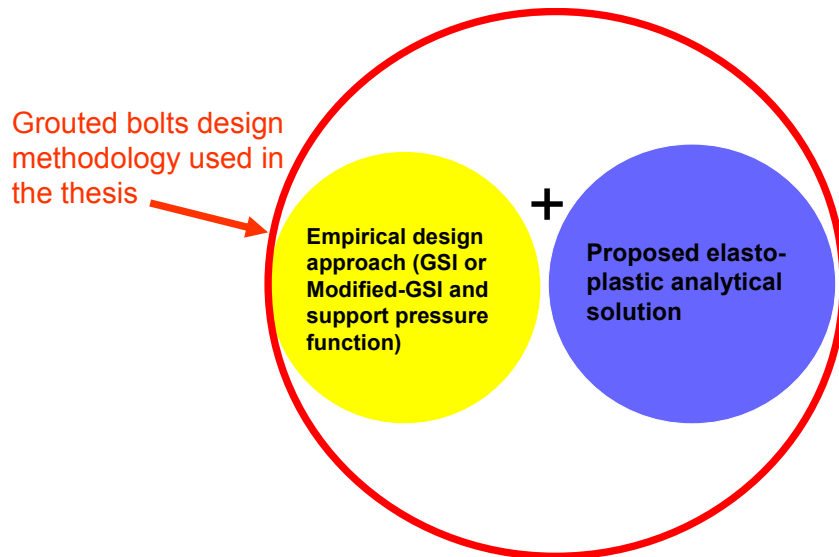 Grouted bolts design
methodology used in
the thesis
+
Empirical design
approach (GSI or
Modified-GSI and
support pressure
function)
Proposed elasto-
plastic analytical
solution